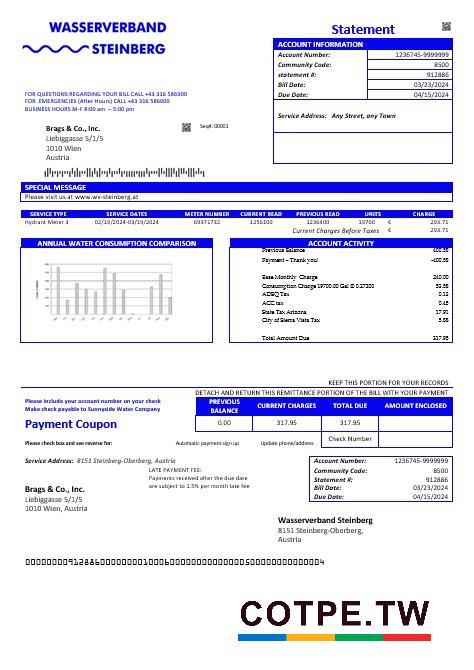 WASSERVERBAND
STEINBERG
Statement
ACCOUNT INFORMATION
Account Number: 1236745-9999999
Community Code: 8500
statement #: 912886
Bill Date: 03/23/2024
Due Date: 04/15/2024
Service Address: Any Street, any Town
FOR QUESTIONS REGARDING YOUR BILL CALL +43 316 586900
FOR EMERGENCIES (After Hours) CALL +43 316 586900
BUSINESS HOURS M-F 8:00 am – 5:00 pm
Brags & Co., Inc.
Liebiggasse 5/1/5
1010 Wien
Austria
Seq#: 00001
SPECIAL MESSAGE
Please visit us at www.wv-steinberg.at
SERVICE TYPE SERVICE DATES METER NUMBER CURRENT READ PREVIOUS READ UNITS CHARGE
Hydrant Meter 3 02/19/2024-03/19/2024 69371732 1256100 1236400 19700 € 293.71
Current Charges Before Taxes € 293.71
ANNUAL WATER CONSUMPTION COMPARISON
ACCOUNT ACTIVITY
Previous Balance
Payment – Thank you!
Base Monthly Charge 240.00
Consumption Charge 19700.00 Gal @ 0.27200 53.58
ADEQ Tax 0.13
ACC tax 0.45
State Tax Arizona 17.91
City of Sierra Vista Tax 5.88
Total Amount Due 317.95
KEEP THIS PORTION FOR YOUR RECORDS
DETACH AND RETURN THIS REMITTANCE PORTION OF THE BILL WITH YOUR PAYMENT
Please include your account number on your check
Make check payable to Sunnyside Water Company
Payment Coupon
PREVIOUS BALANCE CURRENT CHARGES TOTAL DUE AMOUNT ENCLOSED
0.00 317.95 317.95
Check Number
Please check box and see reverse for: Automatic payment sign up Update phone/address
Service Address: 8151 Steinberg-Oberberg, Austria
LATE PAYMENT FEE:
Payments received after the due date
are subject to 1.5% per month late fee
Account Number: 1236745-9999999
Community Code: 8500
Statement #: 912886
Bill Date: 03/23/2024
Due Date: 04/15/2024
Brags & Co., Inc.
Liebiggasse 5/1/5
1010 Wien, Austria
Wasserverband Steinberg
8151 Steinberg-Oberberg,
Austria
COTPE.TW